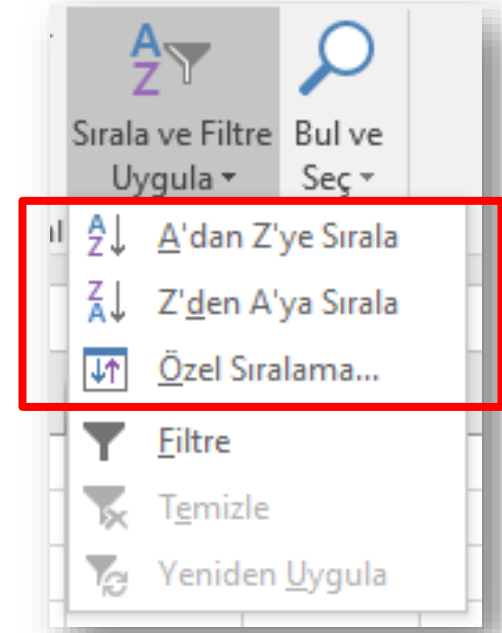 Sırala ve Filtre
Uygula
Bul ve
Seç
A'dan Z'ye Sırala
Z'den A'ya Sırala
Özel Sıralama...
Filtre
Temizle
Yeniden Uygula